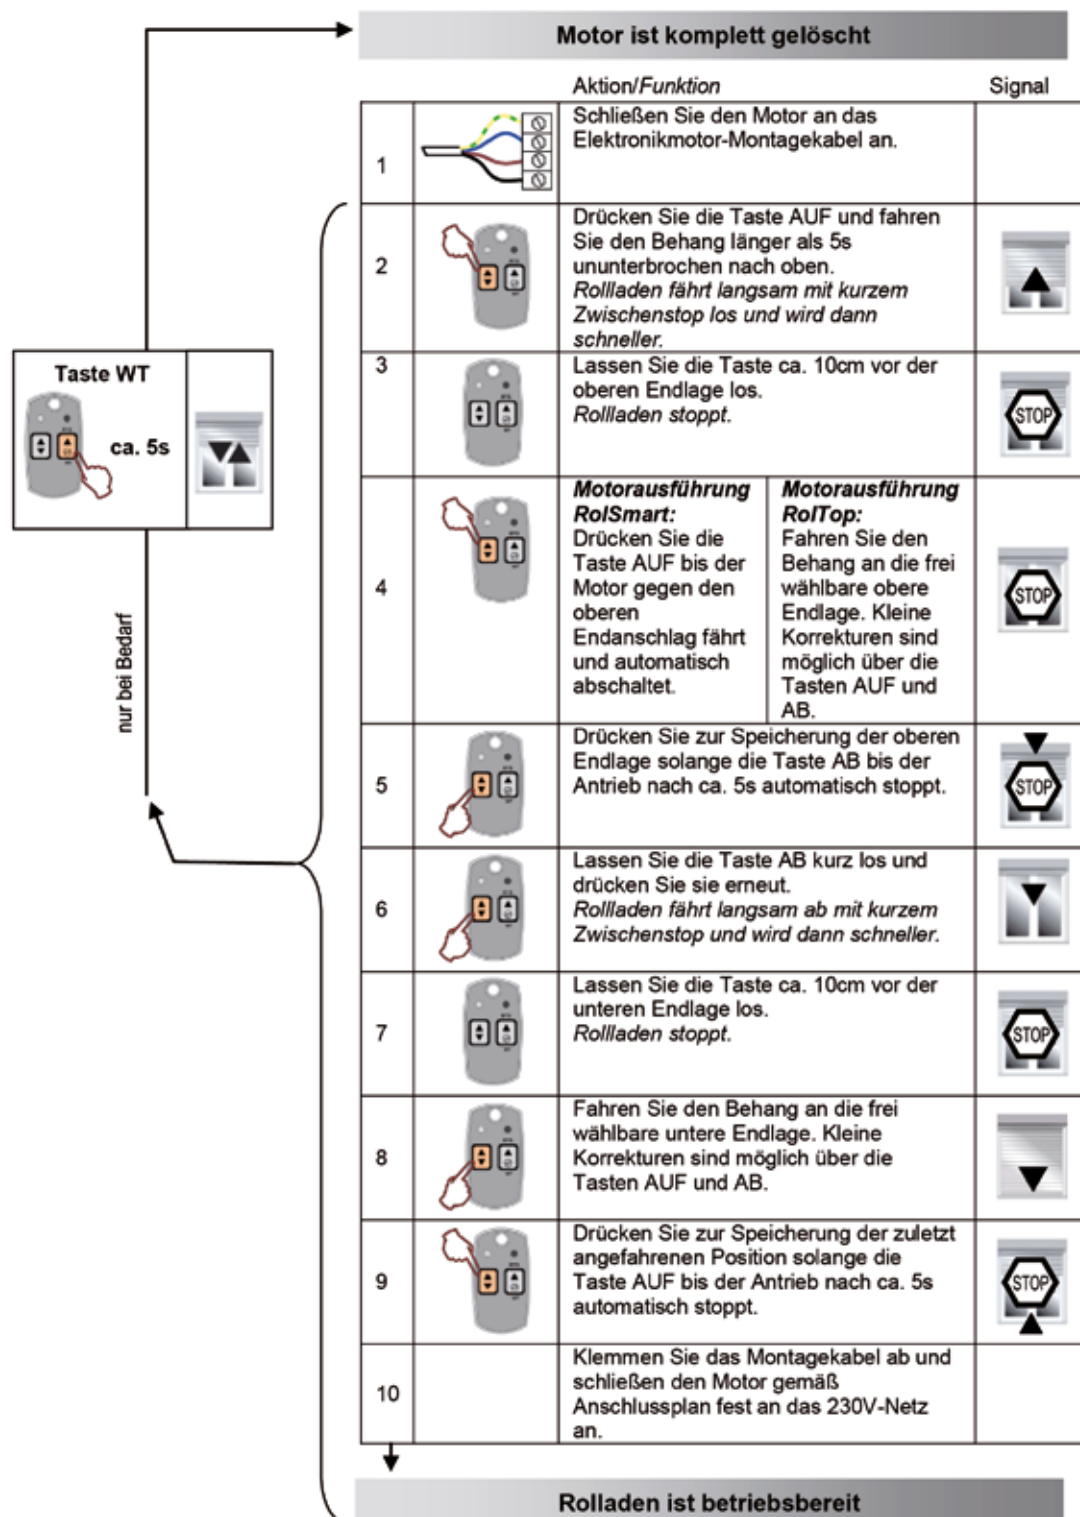 Motor ist komplett gelöscht
Aktion/Funktion
Signal
1
Schließen Sie den Motor an das
Elektronikmotor-Montagekabel an.
2
Drücken Sie die Taste AUF und fahren
Sie den Behang länger als 5s
ununterbrochen nach oben.
Rollladen fährt langsam mit kurzem
Zwischenstop los und wird dann
schneller.
3
Lassen Sie die Taste ca. 10cm vor der
oberen Endlage los.
Rollladen stoppt.
STOP
Taste WT
ca. 5s
nur bei Bedarf
4
Motorausführung
RolSmart:
Drücken Sie die
Taste AUF bis der
Motor gegen den
oberen
Endanschlag fährt
und automatisch
abschaltet.
Motorausführung
RolTop:
Fahren Sie den
Behang an die frei
wählbare obere
Endlage. Kleine
Korrekturen sind
möglich über die
Tasten AUF und
AB.
STOP
5
Drücken Sie zur Speicherung der oberen
Endlage solange die Taste AB bis der
Antrieb nach ca. 5s automatisch stoppt.
STOP
6
Lassen Sie die Taste AB kurz los und
drücken Sie sie erneut.
Rollladen fährt langsam ab mit kurzem
Zwischenstop und wird dann schneller.
7
Lassen Sie die Taste ca. 10cm vor der
unteren Endlage los.
Rollladen stoppt.
STOP
8
Fahren Sie den Behang an die frei
wählbare untere Endlage. Kleine
Korrekturen sind möglich über die
Tasten AUF und AB.
9
Drücken Sie zur Speicherung der zuletzt
angefahrenen Position solange die
Taste AUF bis der Antrieb nach ca. 5s
automatisch stoppt.
STOP
10
Klemmen Sie das Montagekabel ab und
schließen den Motor gemäß
Anschlussplan fest an das 230V-Netz
an.
Rolladen ist betriebsbereit